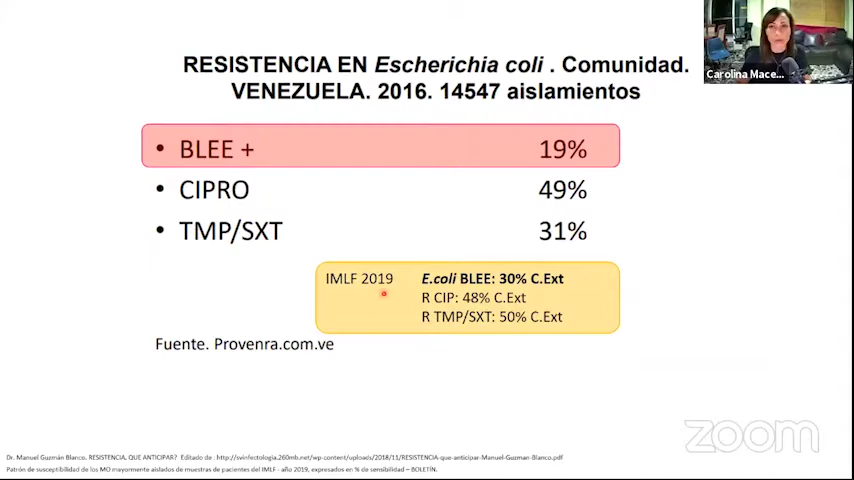 RESISTENCIA EN Escherichia coli . Comunidad.
VENEZUELA. 2016. 14547 aislamientos
Carolina Mace...
• BLEE + 19%
• CIPRO 49%
• TMP/SXT 31%
IMLF 2019 E.coli BLEE: 30% C.Ext
R CIP: 48% C.Ext
R TMP/SXT: 50% C.Ext
Fuente. Provenra.com.ve
zoom
Dr. Manuel Guzmán Blanco. RESISTENCIA, QUE ANTICIPAR? Editado de : http://svinfectologia.260mb.net/wp-content/uploads/2018/11/RESISTENCIA-que-anticipar-Manuel-Guzman-Blanco.pdf
Patrón de susceptibilidad de los MO mayormente aislados de muestras de pacientes del IMLF - año 2019, expresados en % de sensibilidad – BOLETÍN.